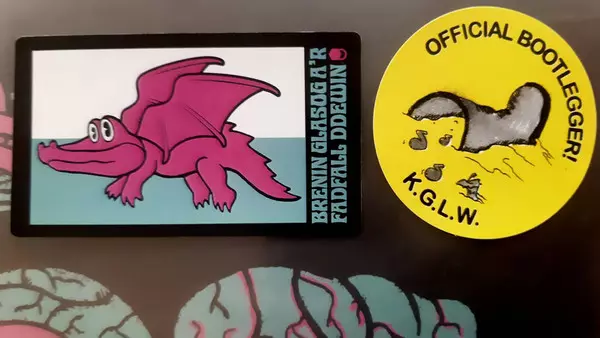 BRENIN GLASOG A'R
FADFALL DDEWIN
OFFICIAL BOOTLEGGER!
K.G.L.W.